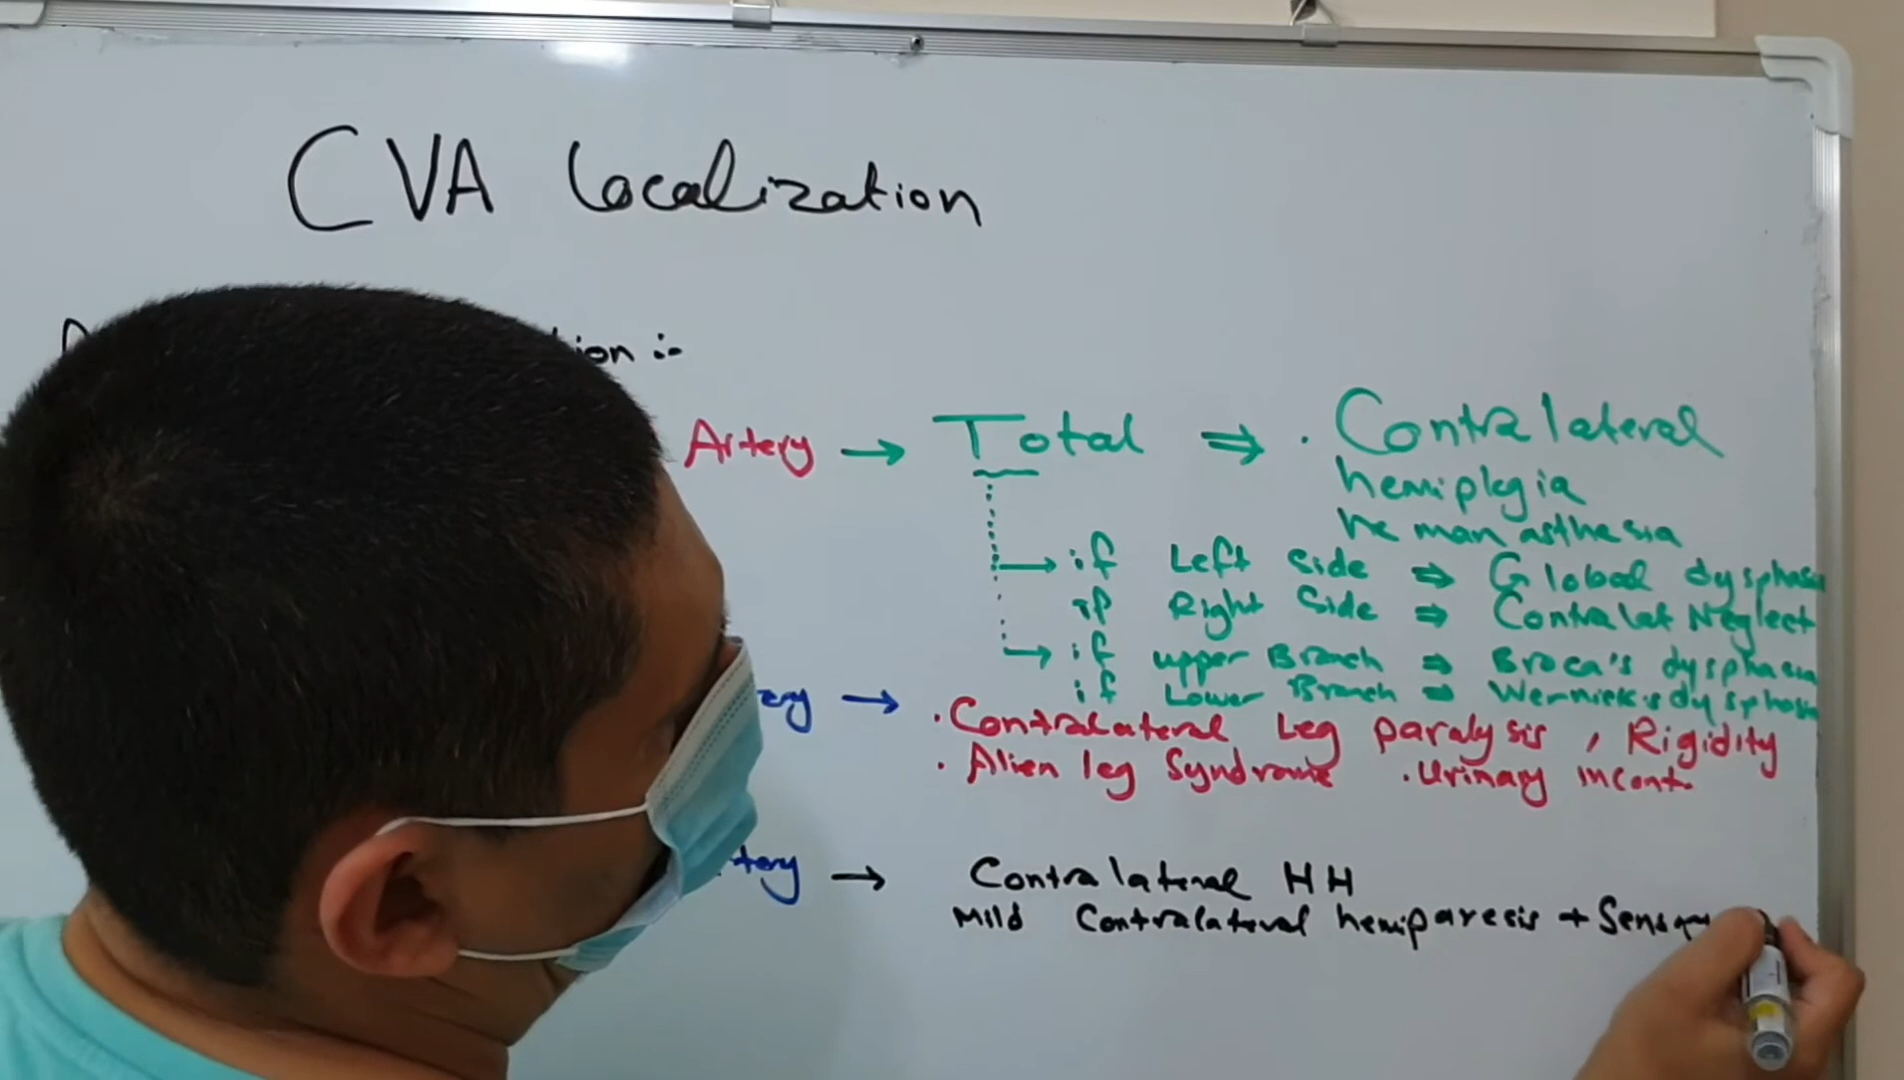 CVA Localization
ion :-
Artery → Total ⇒ . Contralateral
hemiplegia
hemanasthesia
→ if Left Side ⇒ Global dysphasia
if Right Side ⇒ Contralat Neglect
→ if upper Branch ⇒ Broca's dysphasia
if Lower Branch ⇒ Wernick's dysphasia
→ . Contralateral Leg paralysis , Rigidity
. Alien leg Syndrome . Urinary incont.
→ Contralateral HH
Mild Contralateral hemiparesis + Sensory